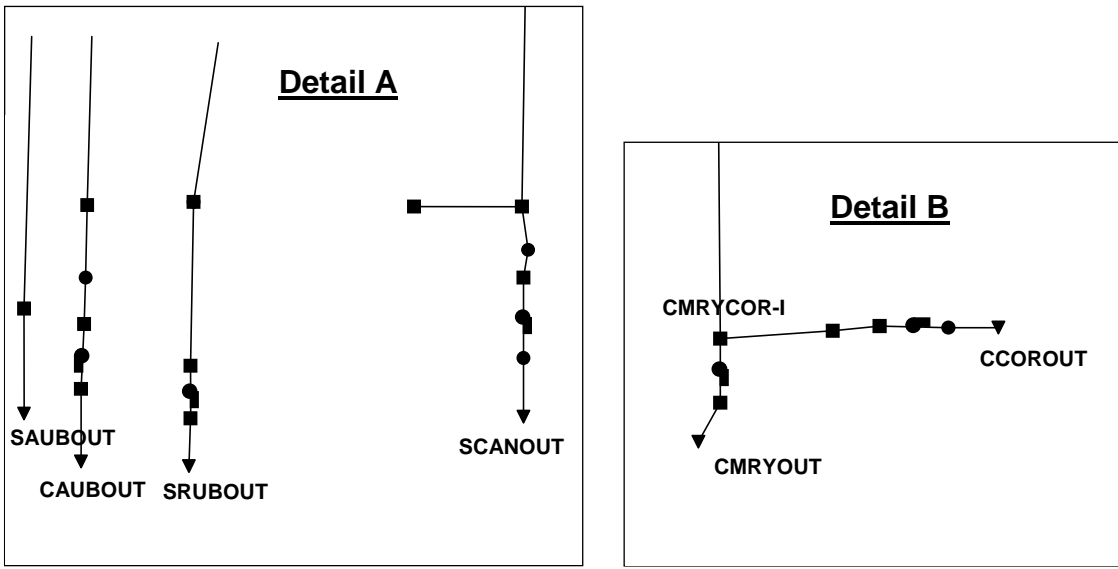 Detail A
SAUBOUT
CAUBOUT
SRUBOUT
SCANOUT
Detail B
CMRYCOR-I
CCOROUT
CMRYOUT